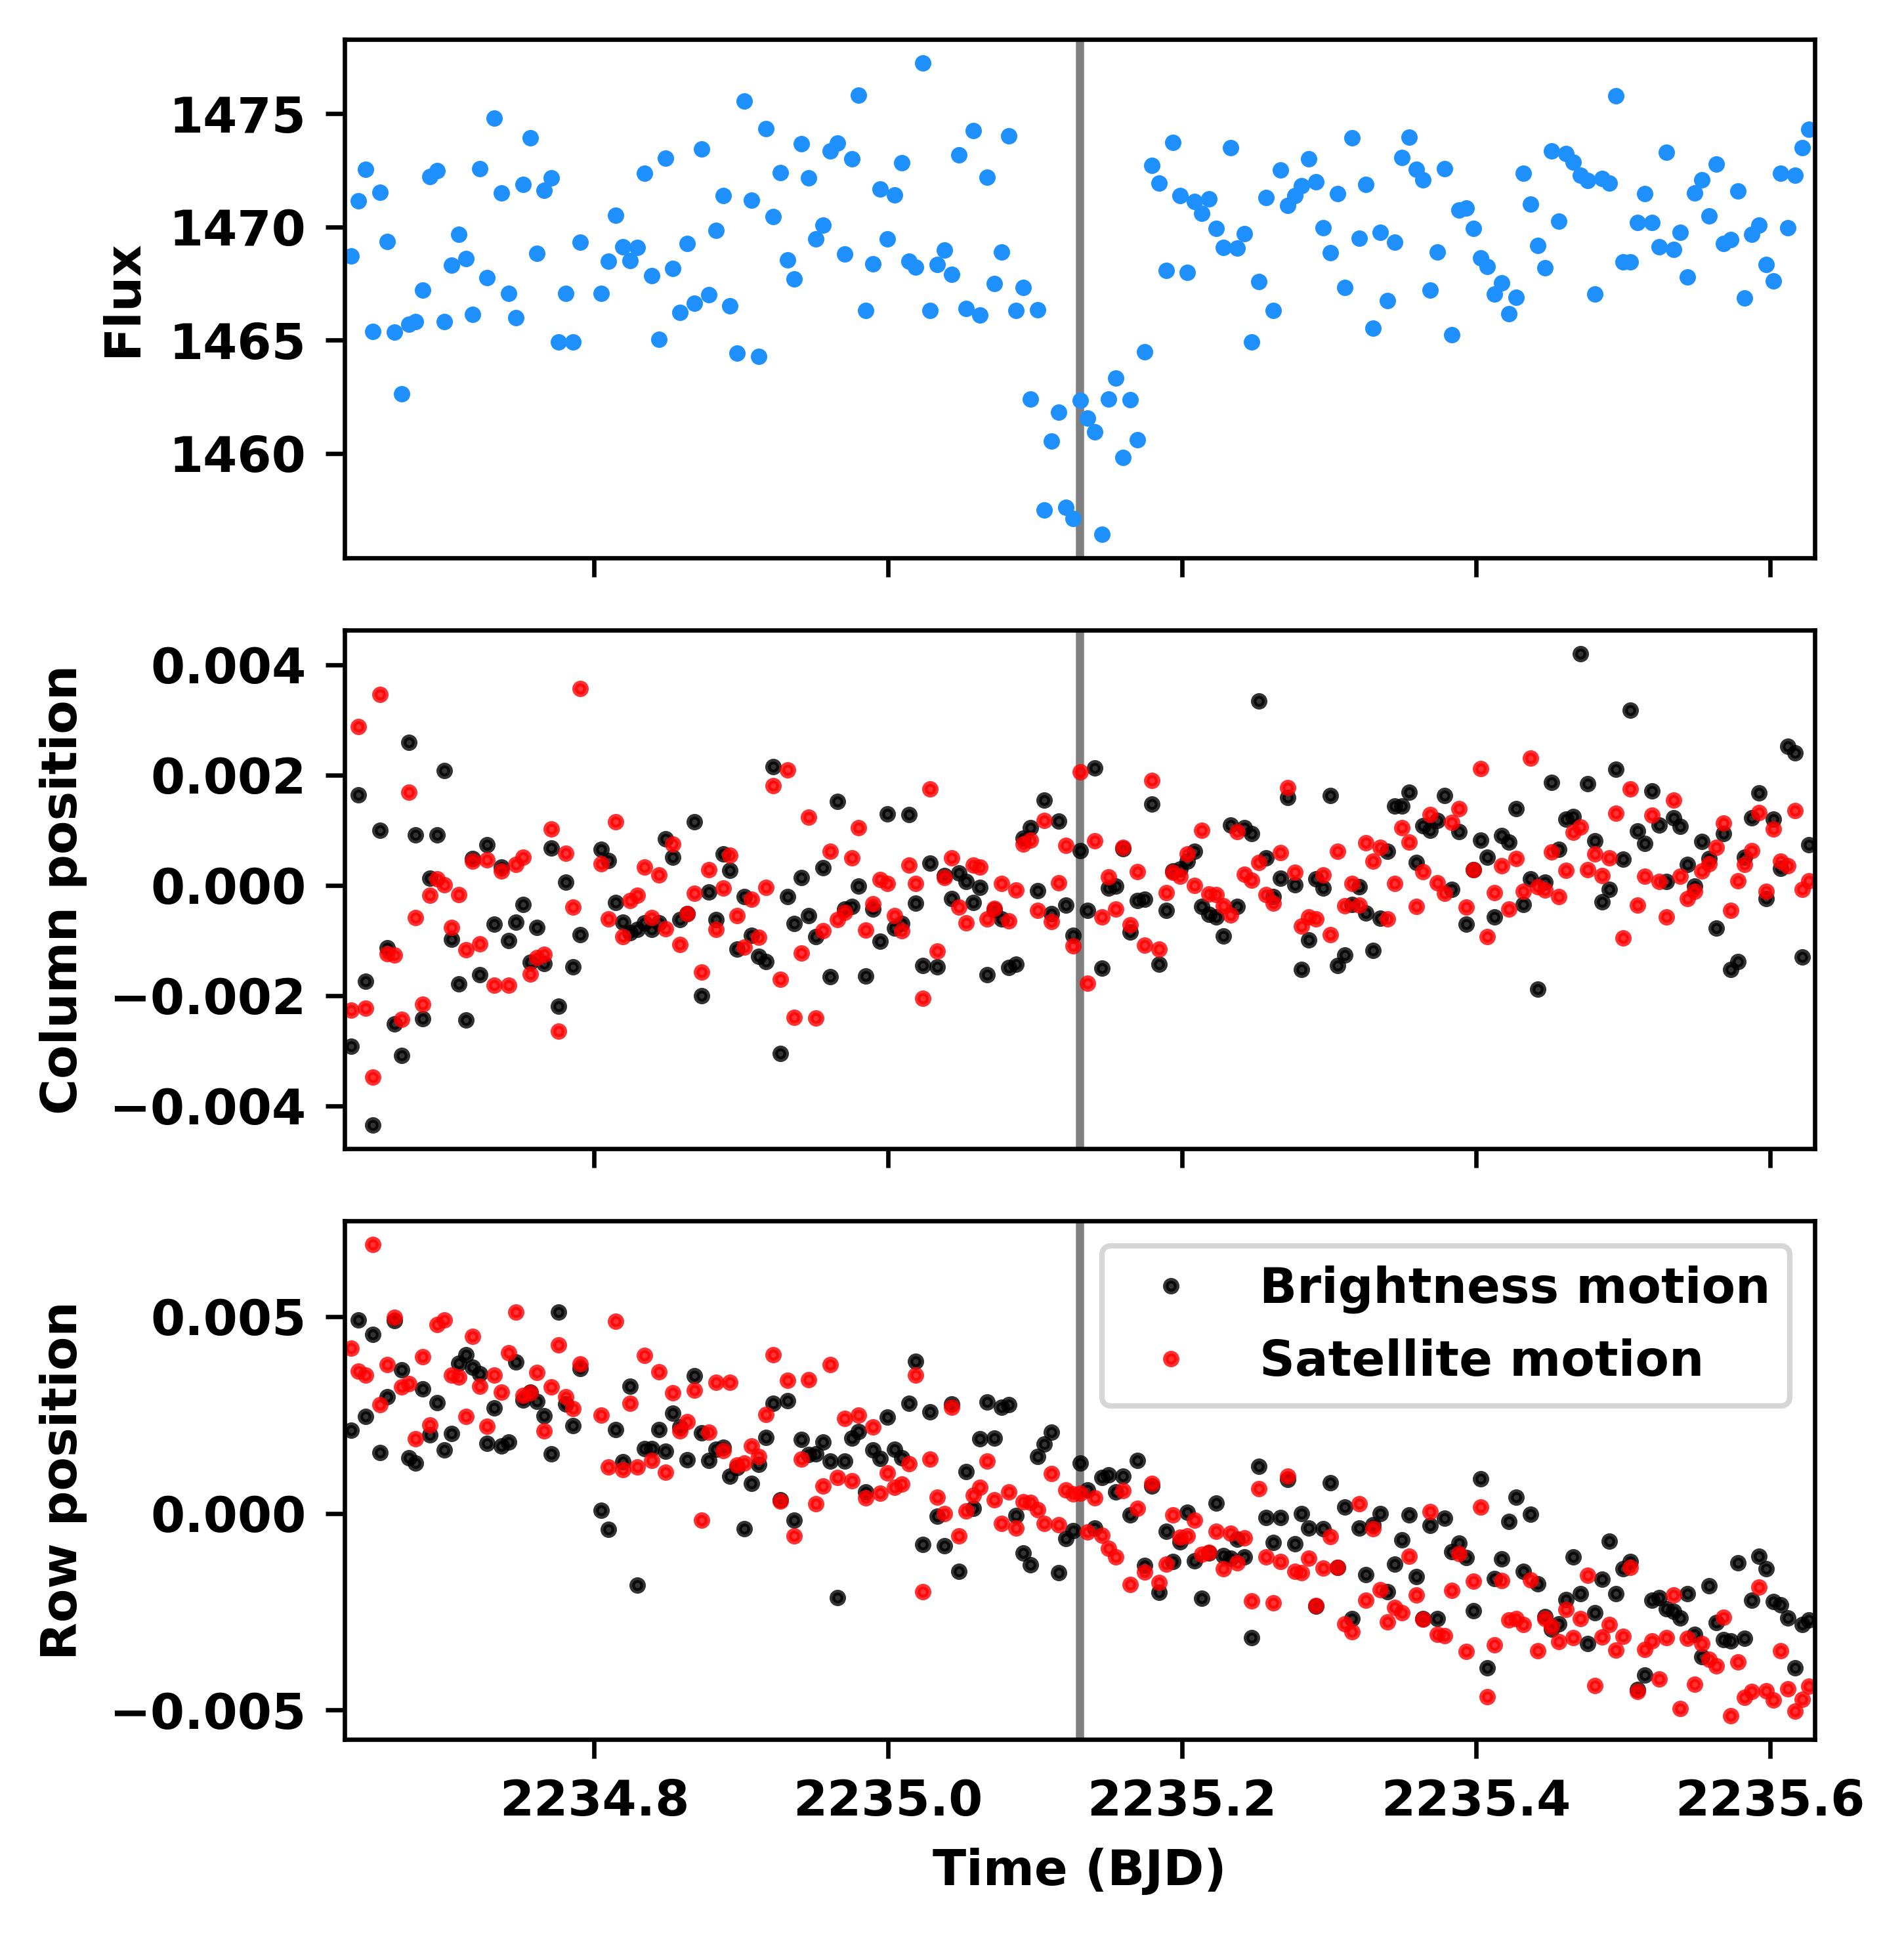 Flux
1475
1470
1465
1460
Column position
0.004
0.002
0.000
−0.002
−0.004
Row position
0.005
0.000
−0.005
Brightness motion
Satellite motion
2234.8 2235.0 2235.2 2235.4 2235.6
Time (BJD)